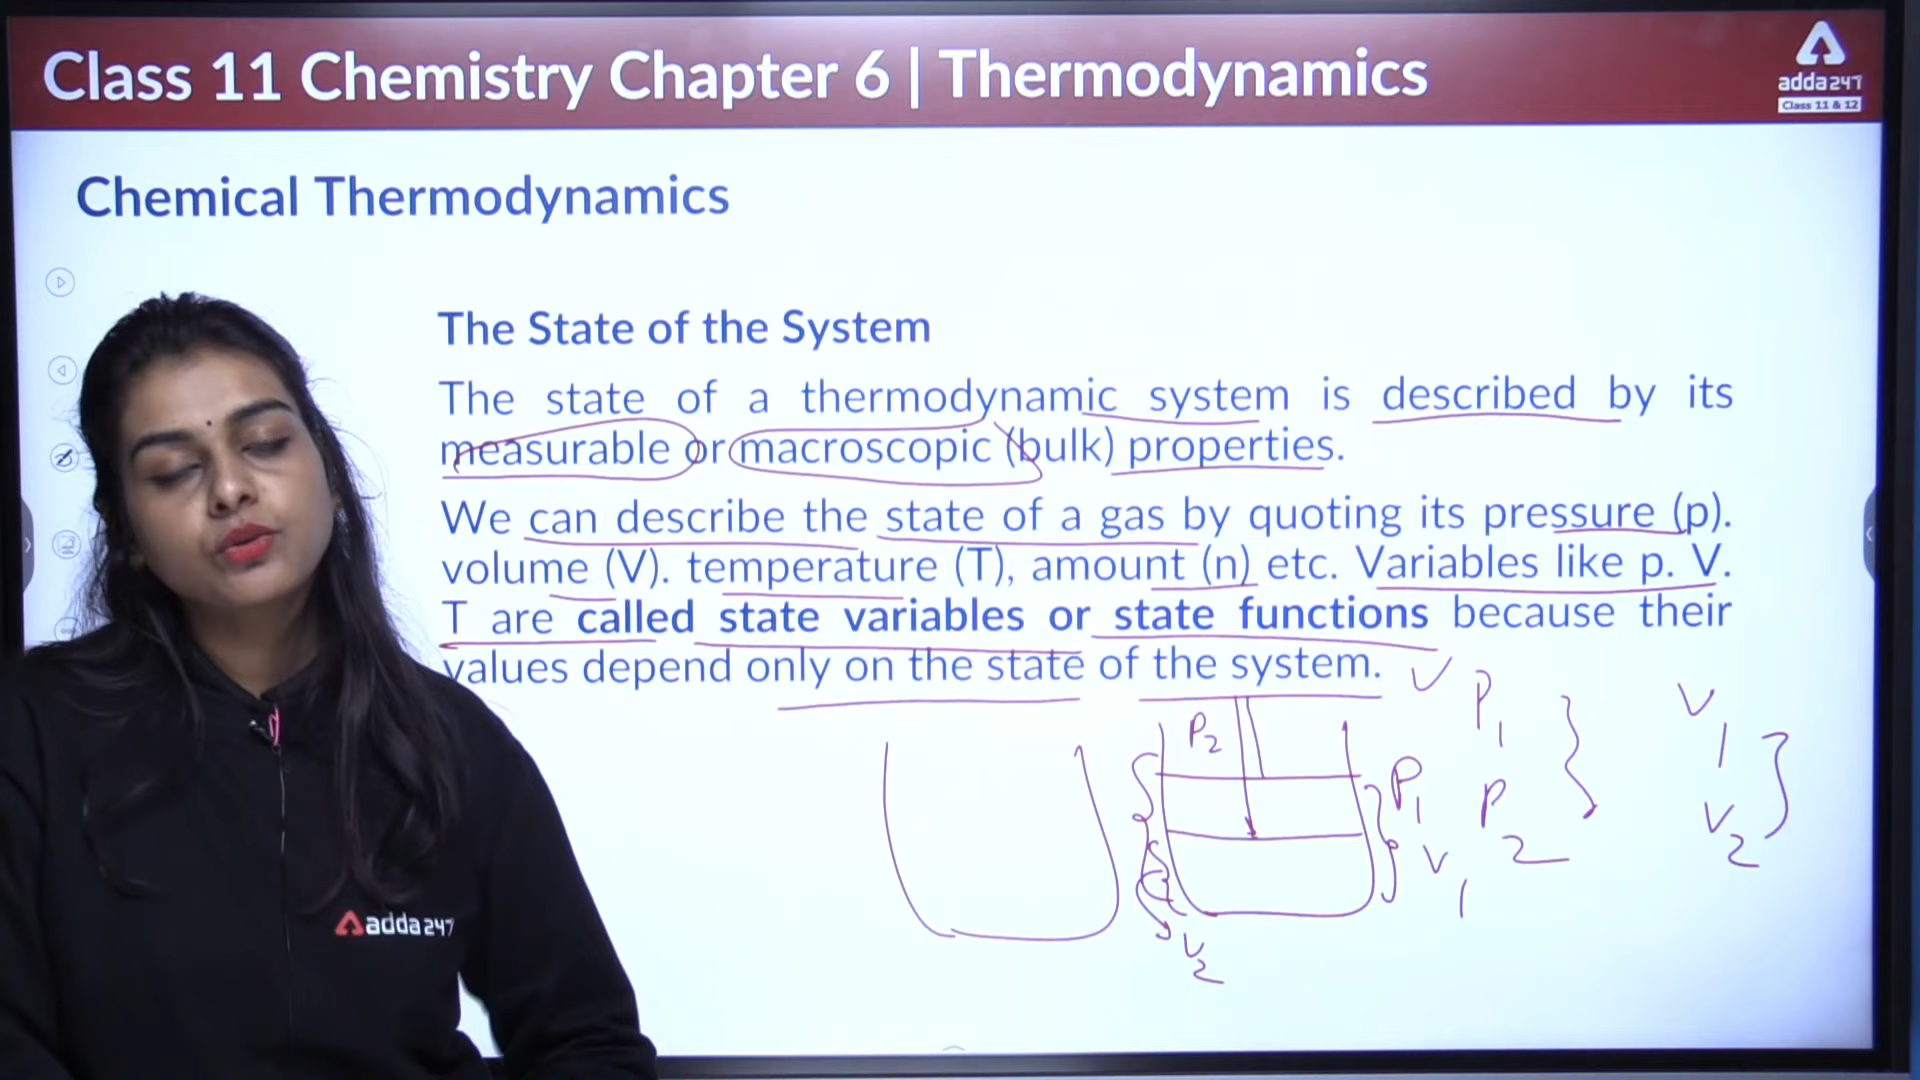 Class 11 Chemistry Chapter 6 | Thermodynamics
adda247
Class 11 & 12
Chemical Thermodynamics
The State of the System
The state of a thermodynamic system is described by its
measurable or macroscopic (bulk) properties.
We can describe the state of a gas by quoting its pressure (p).
volume (V). temperature (T), amount (n) etc. Variables like p. V.
T are called state variables or state functions because their
values depend only on the state of the system.
P2
P1
V1
V2
P1
P2
V1
V2
adda247